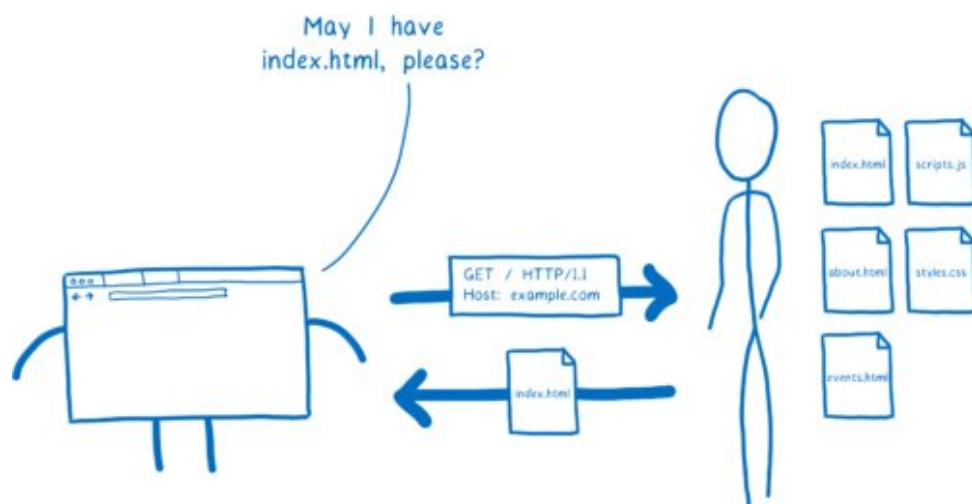 May I have
index.html, please?
GET / HTTP/1.1
Host: example.com
index.html
index.html
scripts.js
about.html
styles.css
events.html